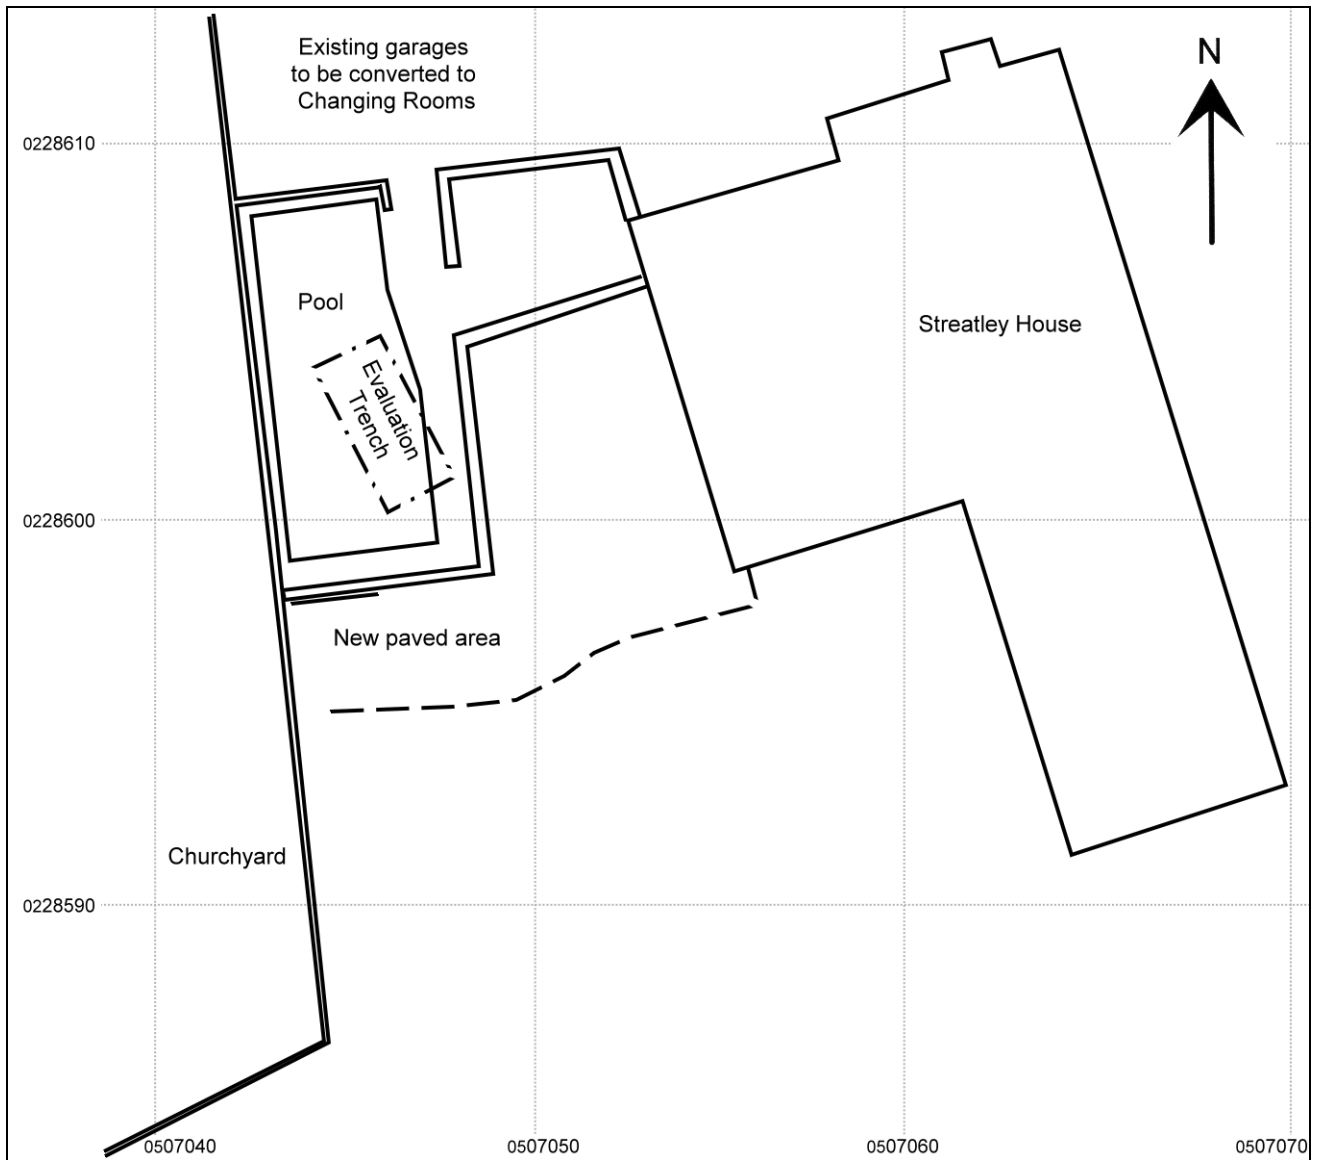 Existing garages
to be converted to
Changing Rooms
N
0228610
Pool
Streatley House
Evaluation
Trench
0228600
New paved area
Churchyard
0228590
0507040
0507050
0507060
0507070